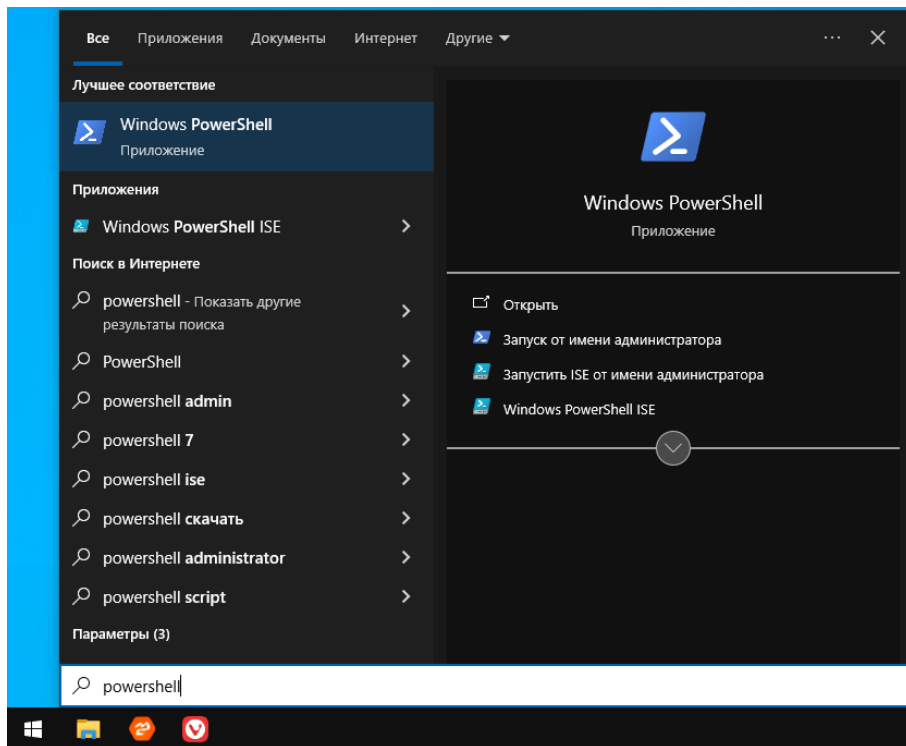 Все Приложения Документы Интернет Другие
Лучшее соответствие
Windows PowerShell
Приложение
Приложения
Windows PowerShell ISE
Поиск в Интернете
powershell - Показать другие
результаты поиска
PowerShell
powershell admin
powershell 7
powershell ise
powershell скачать
powershell administrator
powershell script
Параметры (3)
Windows PowerShell
Приложение
Открыть
Запуск от имени администратора
Запустить ISE от имени администратора
Windows PowerShell ISE
powershell